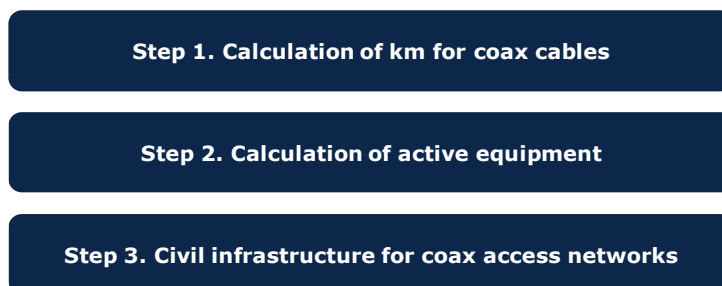 Step 1. Calculation of km for coax cables
Step 2. Calculation of active equipment
Step 3. Civil infrastructure for coax access networks